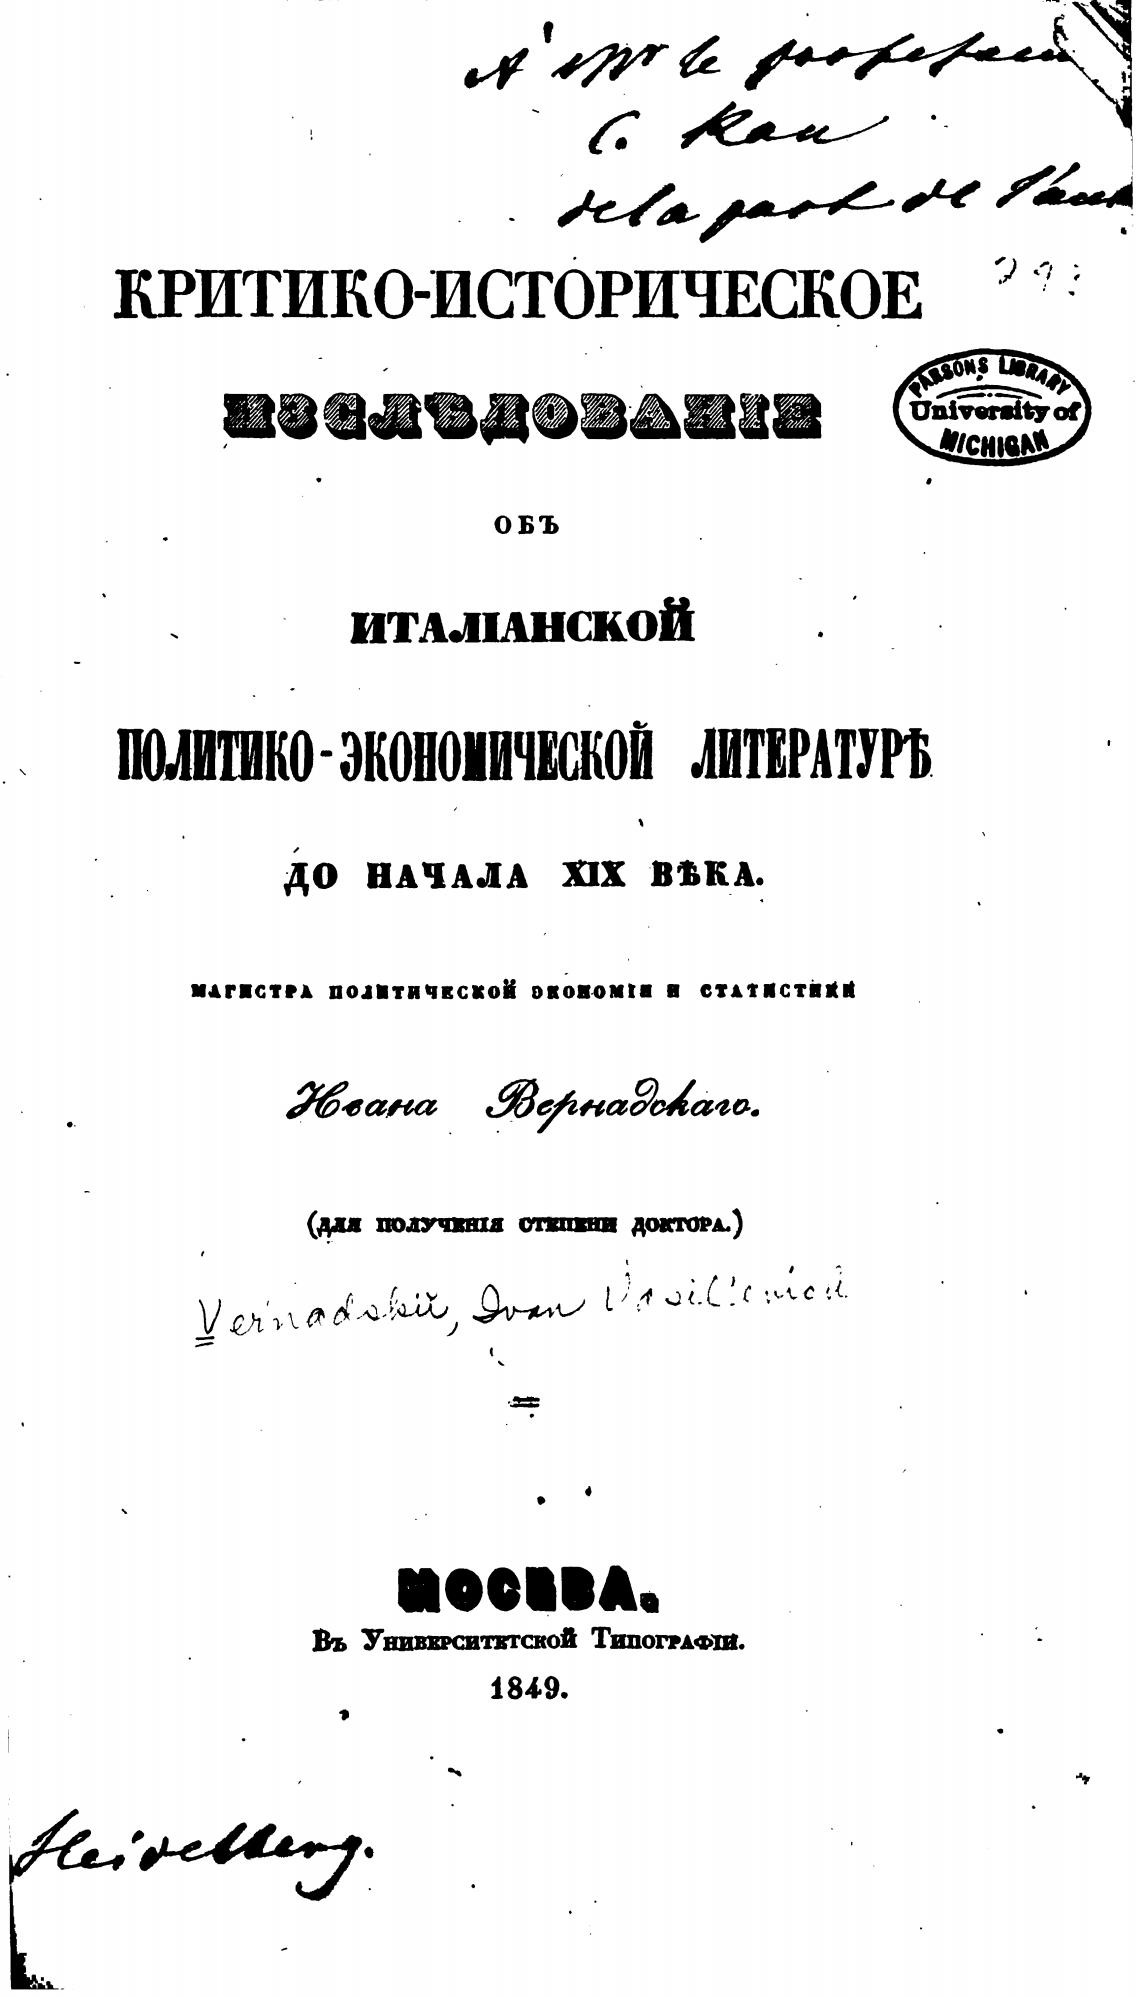 A Mr le professeur
C. Rau
de la part de l'aut
КРИТИКО-ИСТОРИЧЕСКОЕ
PARSONS LIBRARY
University of
MICHIGAN
ИЗСЛѢДОВАНІЕ
ОБЪ
ИТАЛІАНСКОЙ
ПОЛИТИКО-ЭКОНОМИЧЕСКОЙ ЛИТЕРАТУРѢ
ДО НАЧАЛА XIX ВѢКА.
МАГИСТРА ПОЛИТИЧЕСКОЙ ЭКОНОМІИ И СТАТИСТИКИ
Ивана Вернадскаго.
(ДЛЯ ПОЛУЧЕНІЯ СТЕПЕНИ ДОКТОРА.)
Vernadskiĭ, Ivan Vasil'evich
МОСКВА.
Въ Университетской Типографіи.
1849.
Heidelberg.